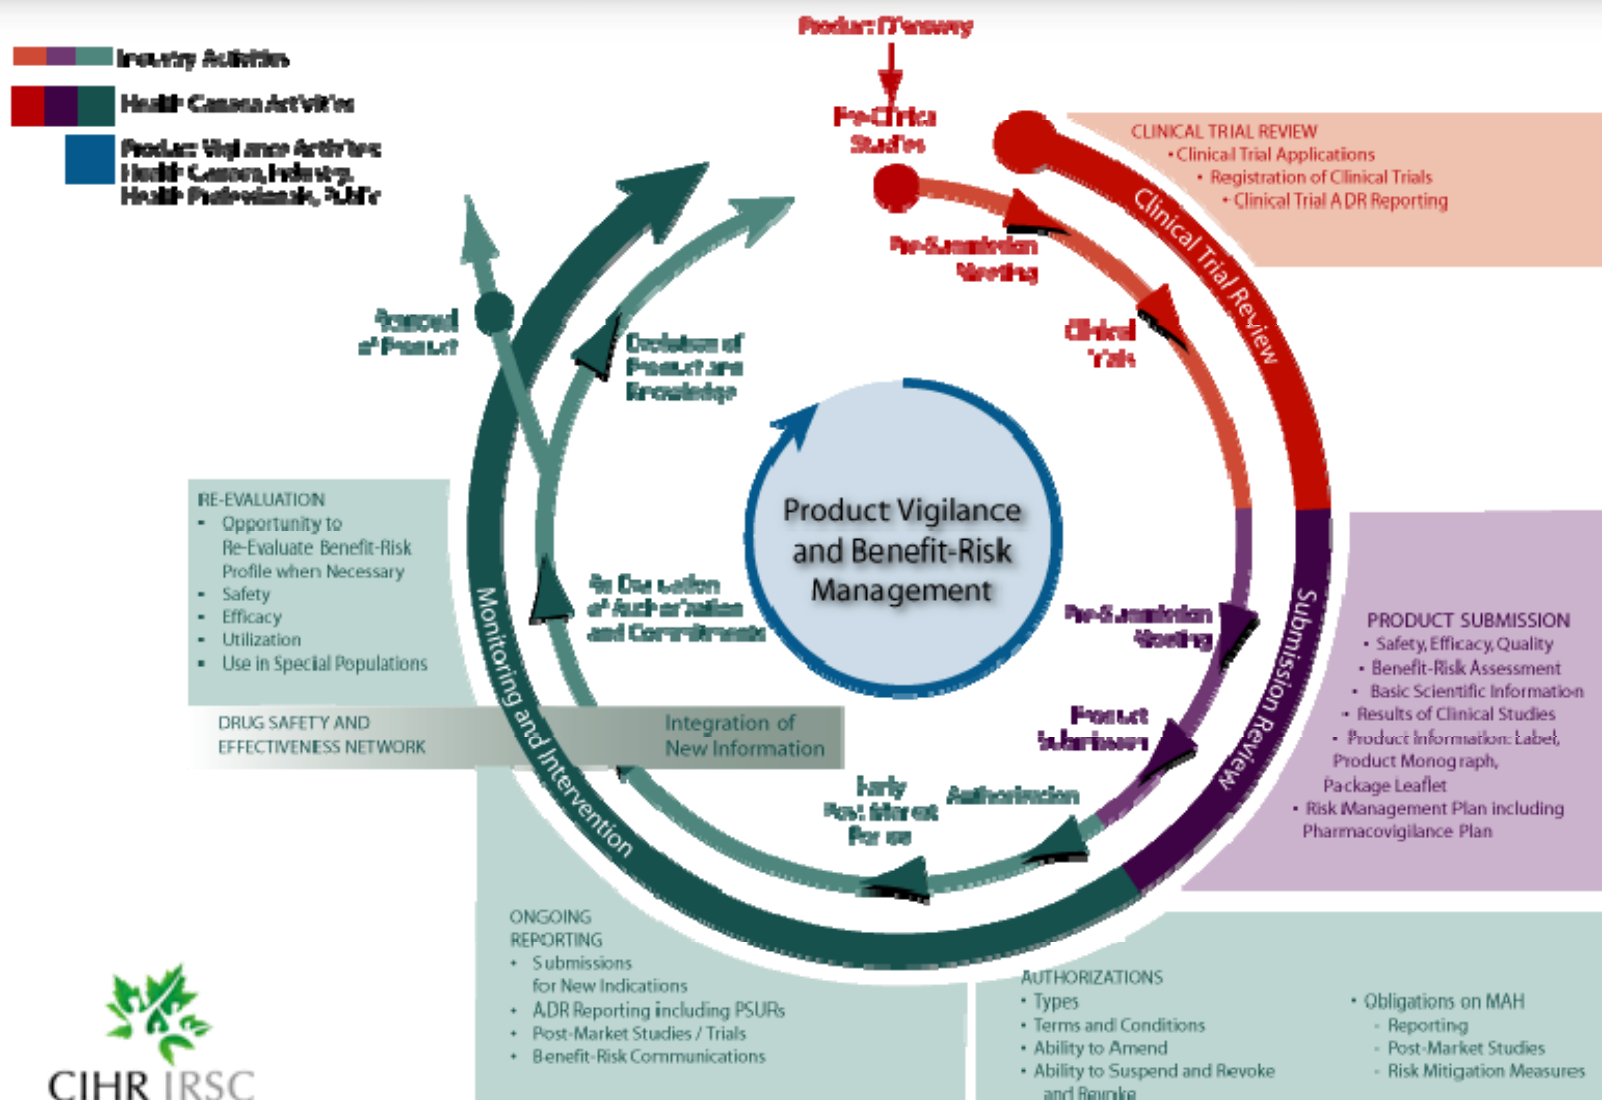 Industry Activities
Health Canada Activities
Product Vigilance Activities:
Health Canada, Industry,
Health Professionals, Public
Product Discovery
Pre-Clinical
Studies
Pre-Submission
Meeting
Clinical
Trials
Clinical Trial Review
CLINICAL TRIAL REVIEW
• Clinical Trial Applications
• Registration of Clinical Trials
• Clinical Trial ADR Reporting
Removal
of Product
Evolution of
Product and
Knowledge
Product Vigilance
and Benefit-Risk
Management
RE-EVALUATION
▪ Opportunity to
Re-Evaluate Benefit-Risk
Profile when Necessary
▪ Safety
▪ Efficacy
▪ Utilization
▪ Use in Special Populations
of Authorization
and Commitments
Monitoring and Intervention
Pre-Submission
Meeting
Product
Submission
Submission Review
PRODUCT SUBMISSION
• Safety, Efficacy, Quality
• Benefit-Risk Assessment
• Basic Scientific Information
• Results of Clinical Studies
• Product Information: Label,
Product Monograph,
Package Leaflet
• Risk Management Plan including
Pharmacovigilance Plan
DRUG SAFETY AND
EFFECTIVENESS NETWORK
Integration of
New Information
Early
Post Market
Authorization
ONGOING
REPORTING
• Submissions
for New Indications
• ADR Reporting including PSURs
• Post-Market Studies / Trials
• Benefit-Risk Communications
AUTHORIZATIONS
• Types
• Terms and Conditions
• Ability to Amend
• Ability to Suspend and Revoke
and Revoke
• Obligations on MAH
- Reporting
- Post-Market Studies
- Risk Mitigation Measures
CIHR IRSC